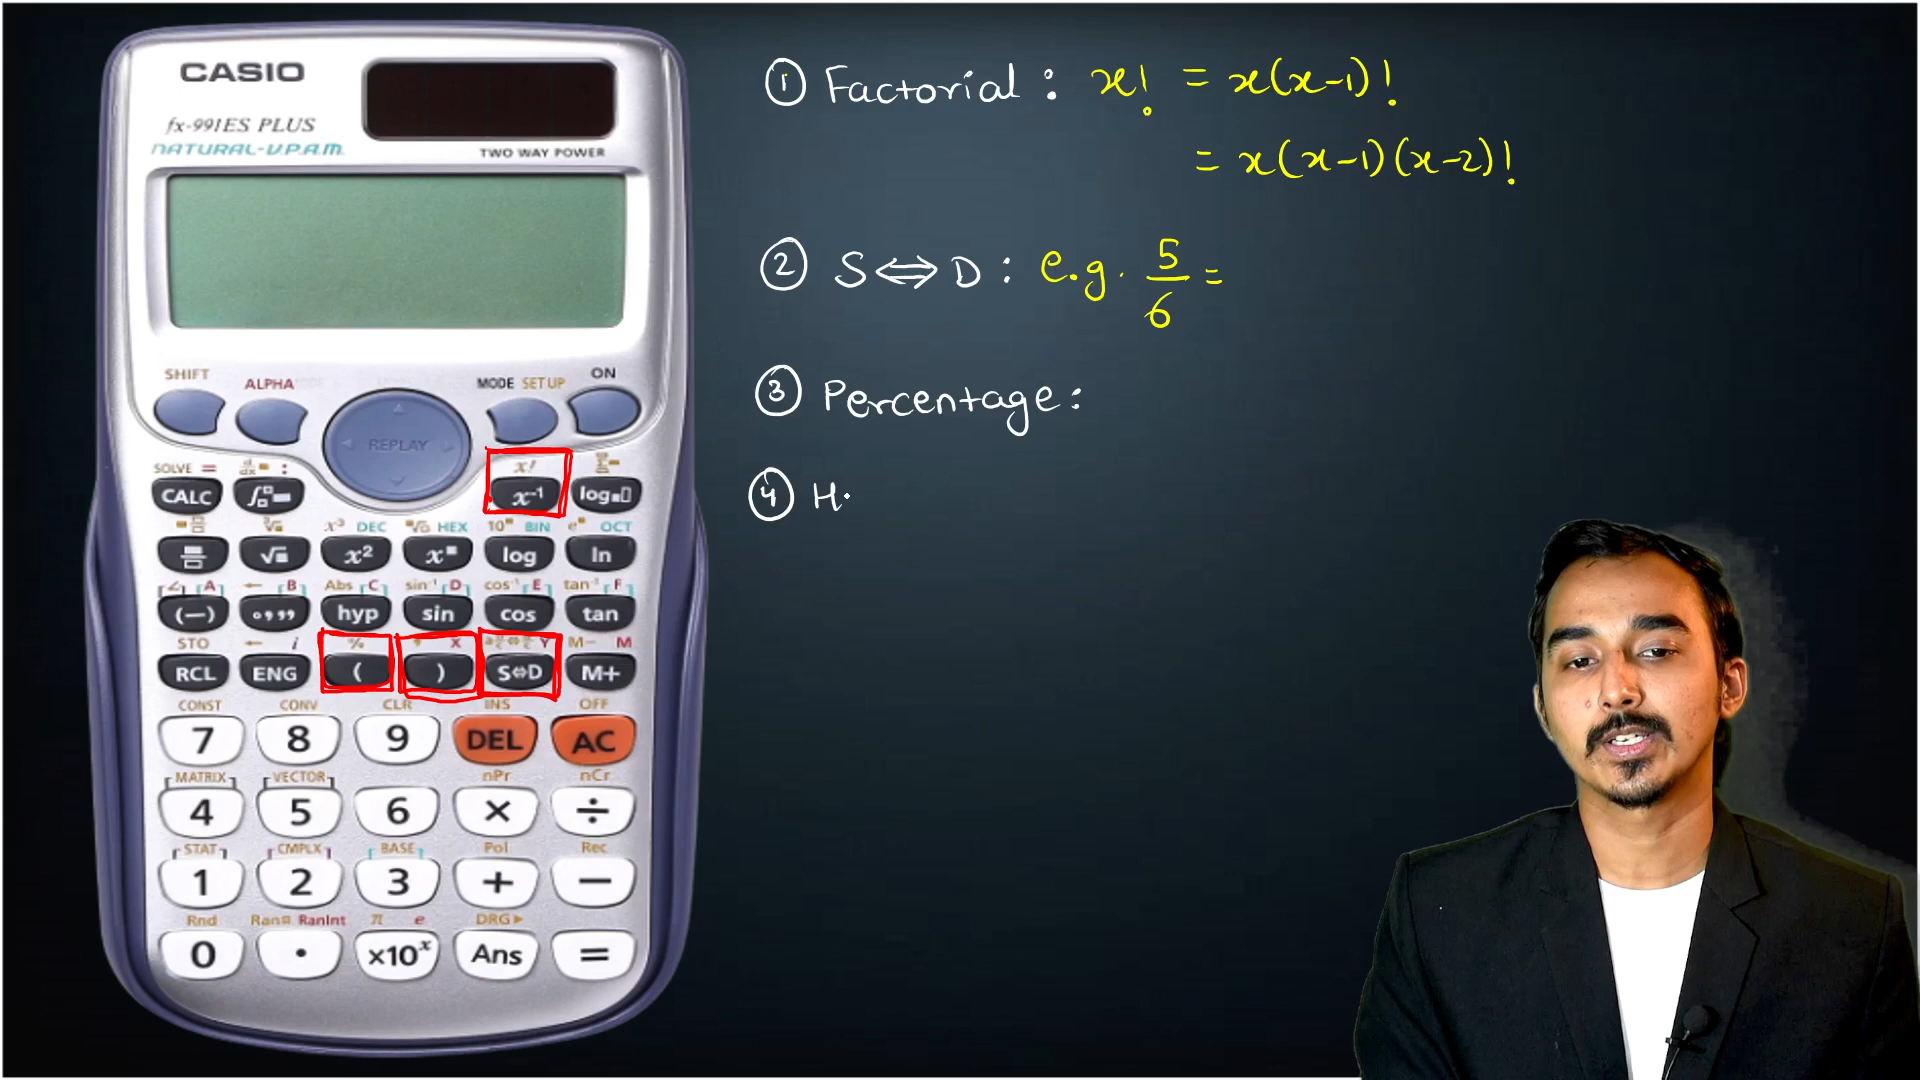 CASIO
fx-991ES PLUS
NATURAL-V.P.A.M.
TWO WAY POWER
SHIFT ALPHA MODE SETUP ON
REPLAY
SOLVE = d/dx : x!
CALC x⁻¹ log
x³ DEC HEX 10 BIN e OCT
x² x log ln
∠ A ← B Abs C sin⁻¹ D cos⁻¹ E tan⁻¹ F
(−) hyp sin cos tan
STO ← i % X Y M− M
RCL ENG ( ) S⇔D M+
CONST CONV CLR INS OFF
7 8 9 DEL AC
MATRIX VECTOR nPr nCr
4 5 6 × ÷
STAT CMPLX BASE Pol Rec
1 2 3 + −
Rnd Ran# RanInt π e DRG▶
0 · ×10ˣ Ans =
① Factorial : x! = x(x-1)!
= x(x-1)(x-2)!
② S⇔D : e.g. 5/6 =
③ Percentage:
④ H.